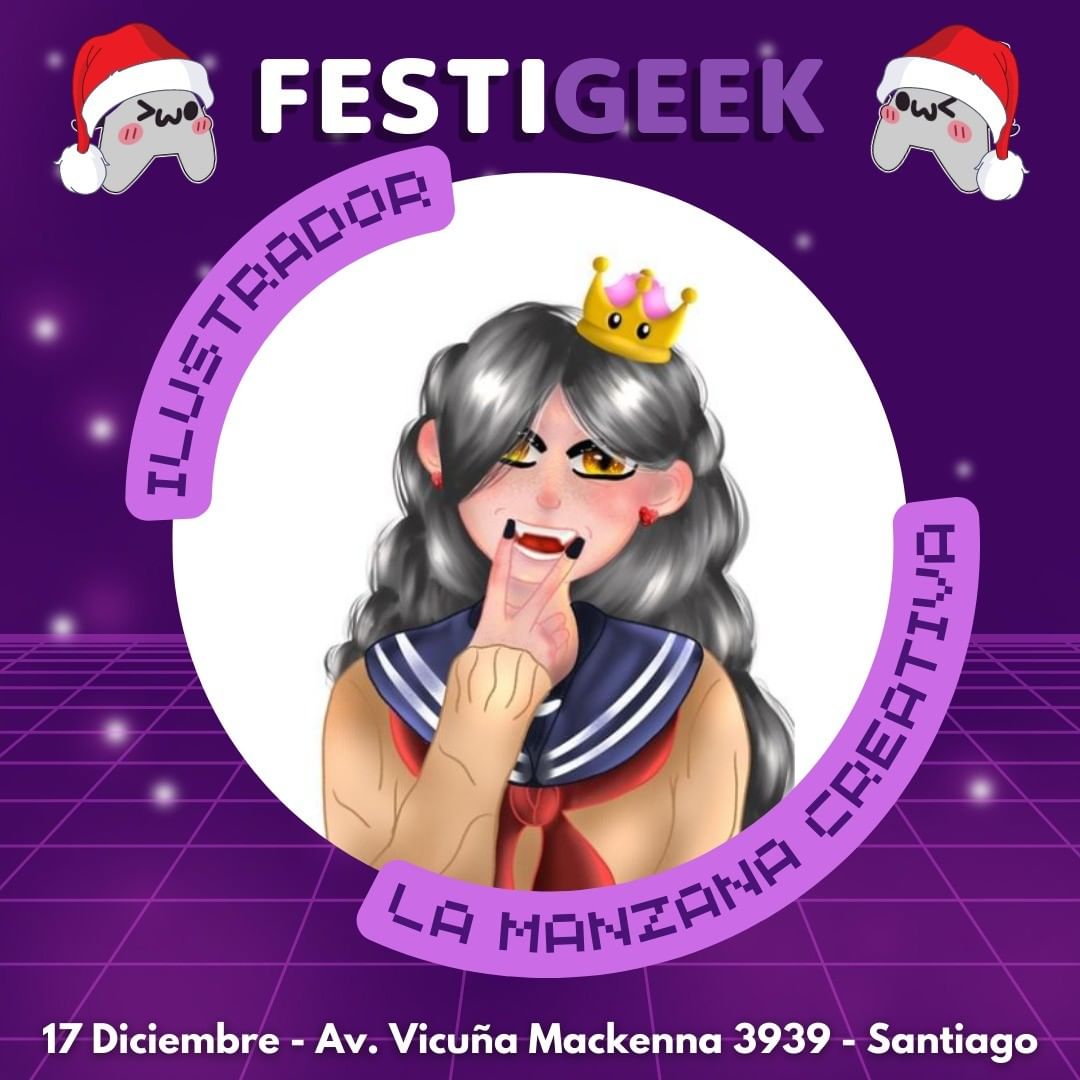 FESTIGEEK
ILUSTRADOR
LA MANZANA CREATIVA
17 Diciembre - Av. Vicuña Mackenna 3939 - Santiago